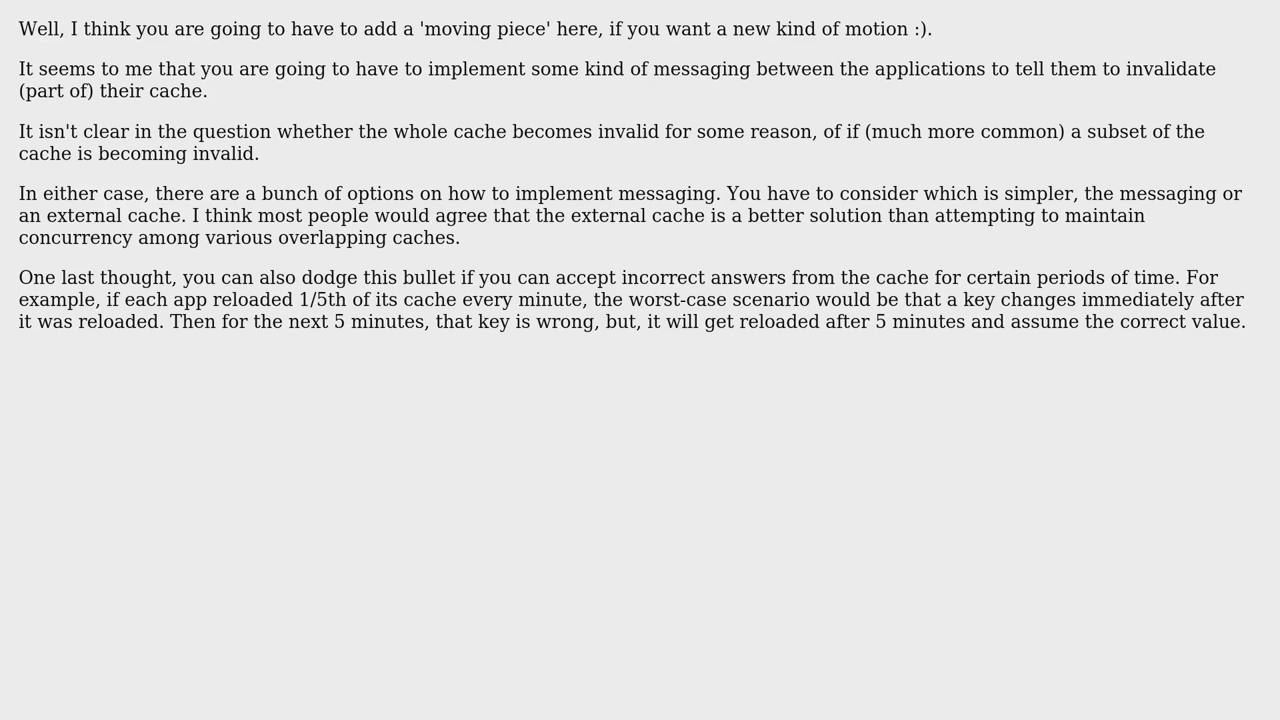 Well, I think you are going to have to add a 'moving piece' here, if you want a new kind of motion :).
It seems to me that you are going to have to implement some kind of messaging between the applications to tell them to invalidate
(part of) their cache.
It isn't clear in the question whether the whole cache becomes invalid for some reason, of if (much more common) a subset of the
cache is becoming invalid.
In either case, there are a bunch of options on how to implement messaging. You have to consider which is simpler, the messaging or
an external cache. I think most people would agree that the external cache is a better solution than attempting to maintain
concurrency among various overlapping caches.
One last thought, you can also dodge this bullet if you can accept incorrect answers from the cache for certain periods of time. For
example, if each app reloaded 1/5th of its cache every minute, the worst-case scenario would be that a key changes immediately after
it was reloaded. Then for the next 5 minutes, that key is wrong, but, it will get reloaded after 5 minutes and assume the correct value.